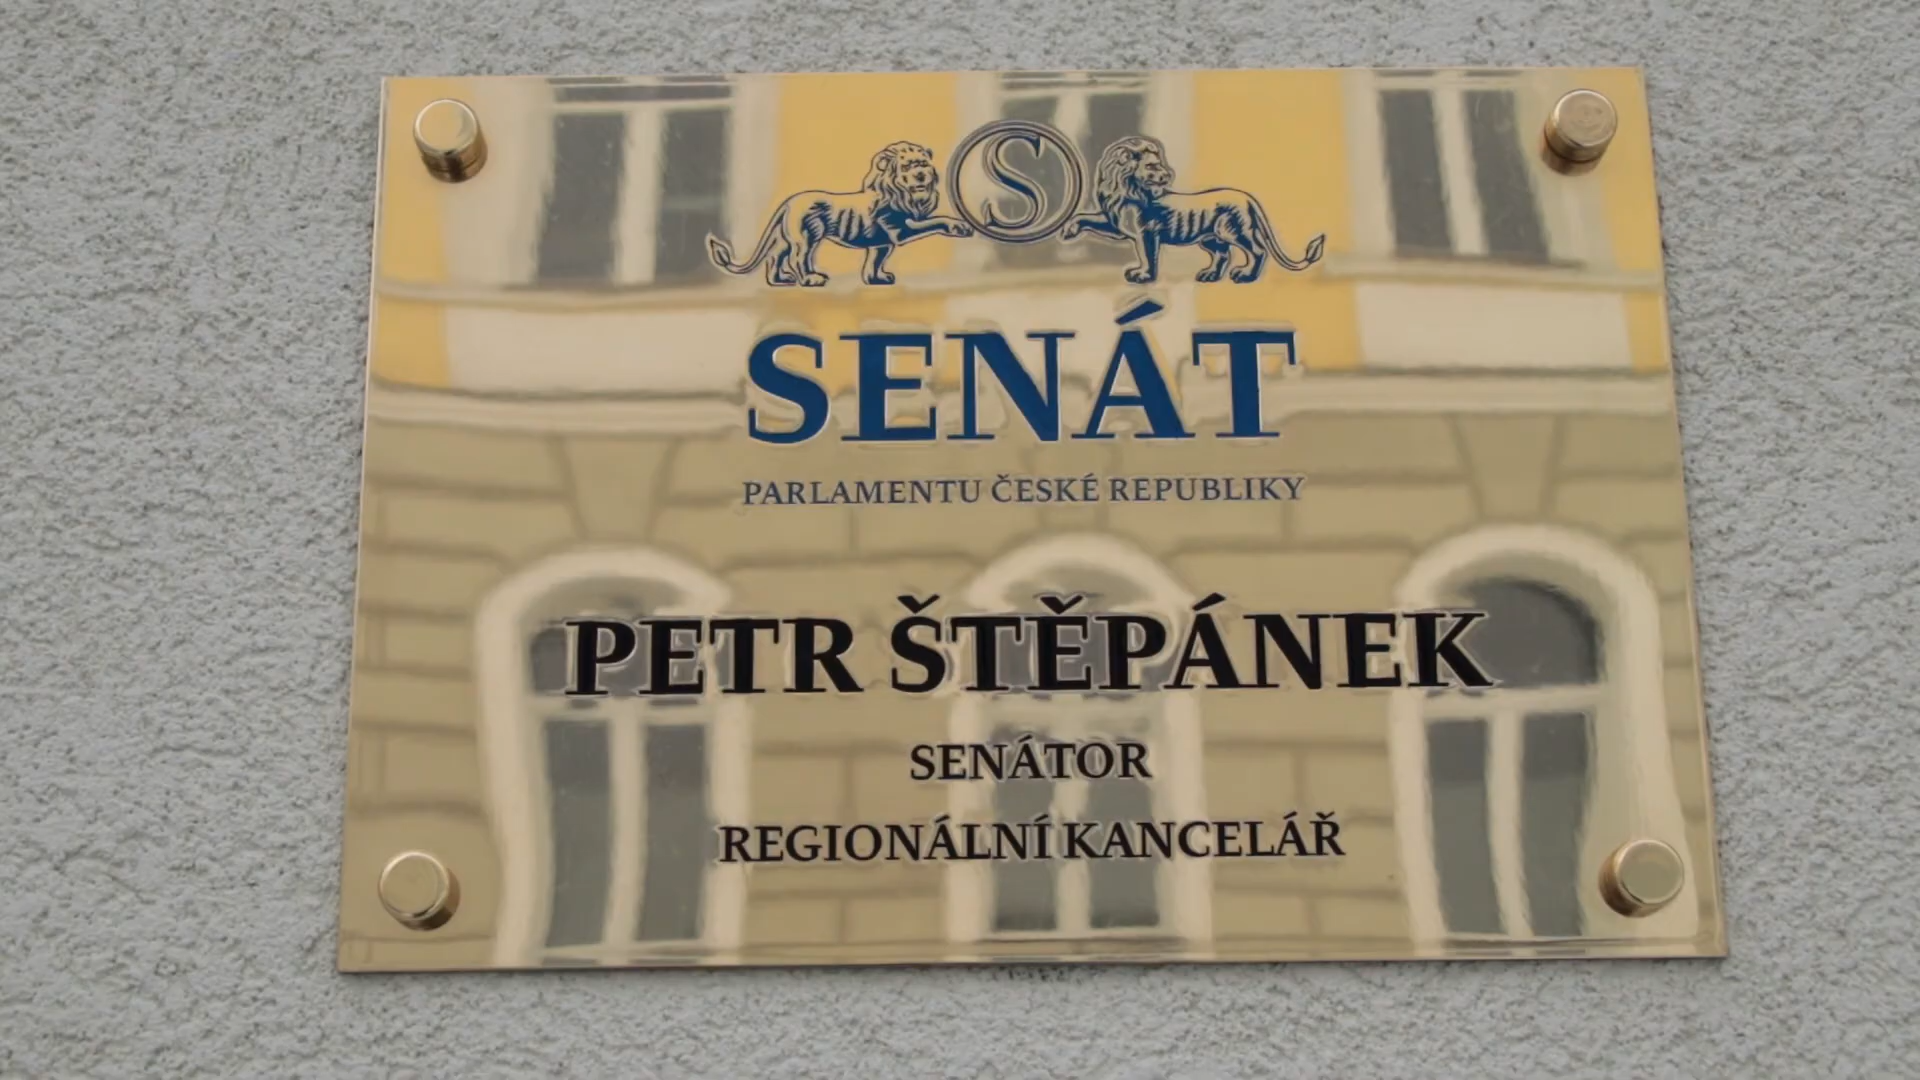 S
SENÁT
PARLAMENTU ČESKÉ REPUBLIKY
PETR ŠTĚPÁNEK
SENÁTOR
REGIONÁLNÍ KANCELÁŘ